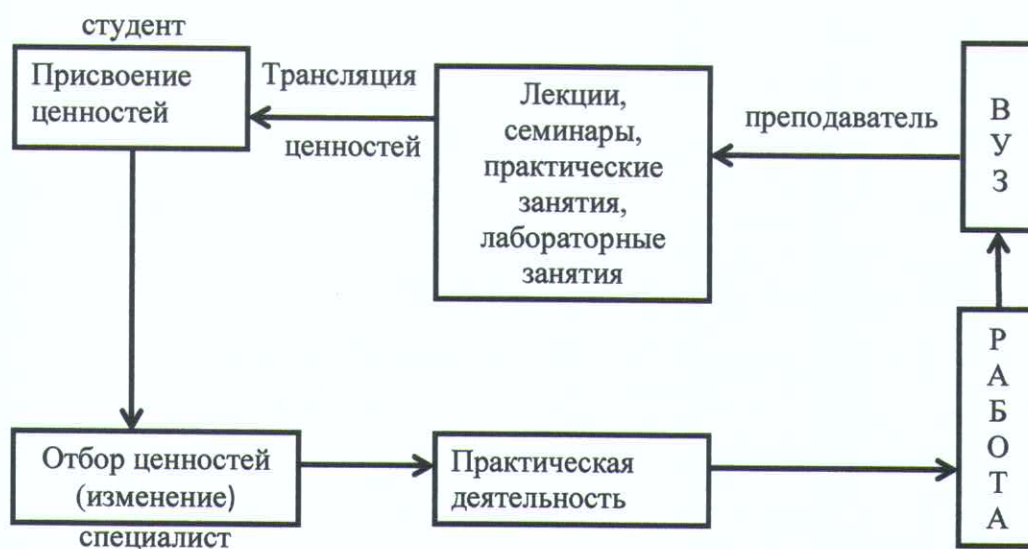 студент
Присвоение
ценностей
Трансляция
ценностей
Лекции,
семинары,
практические
занятия,
лабораторные
занятия
преподаватель
В
У
З
Р
А
Б
О
Т
А
Отбор ценностей
(изменение)
специалист
Практическая
деятельность